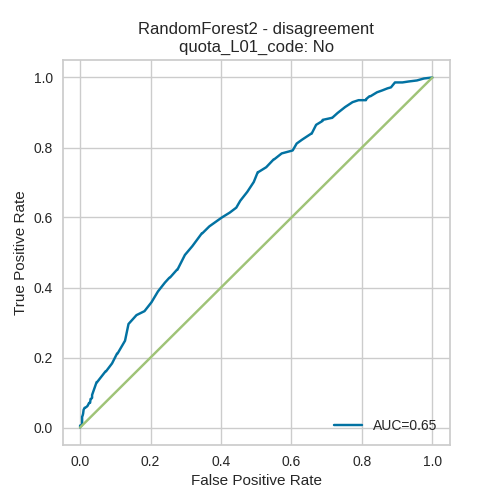 RandomForest2 - disagreement
quota_L01_code: No
True Positive Rate
1.0
0.8
0.6
0.4
0.2
0.0
AUC=0.65
0.0 0.2 0.4 0.6 0.8 1.0
False Positive Rate